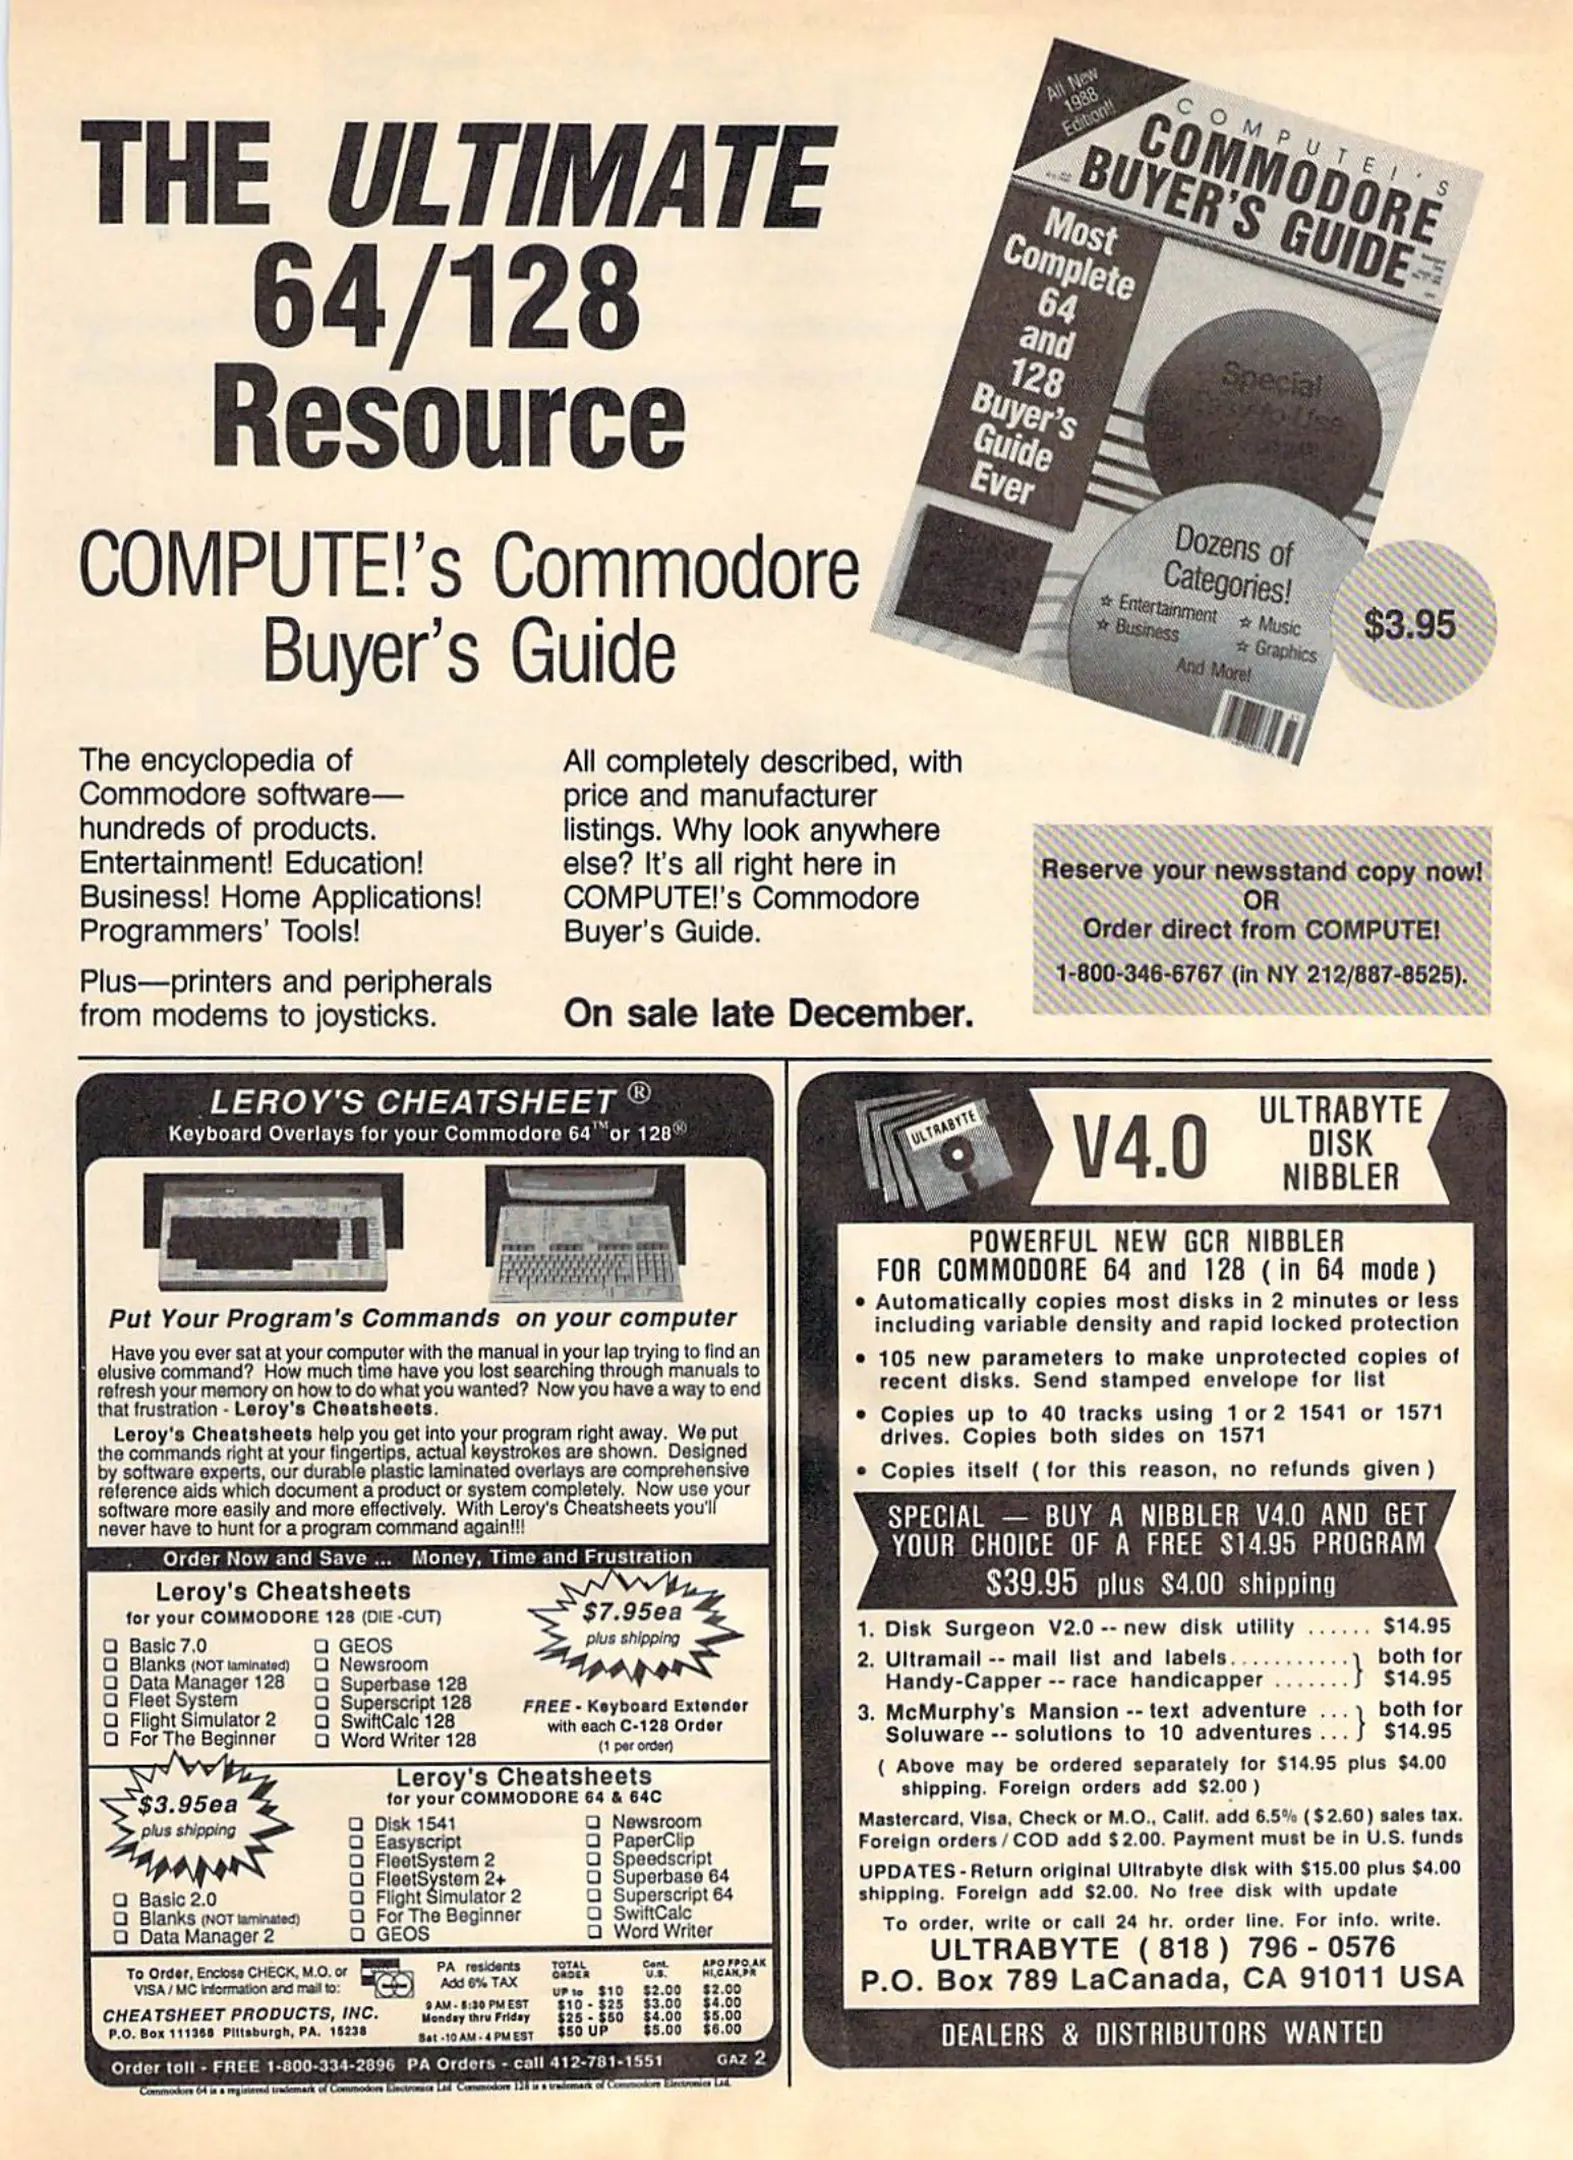 THE ULTIMATE
64/128
Resource
COMPUTE!'s Commodore
Buyer's Guide
All New
1988
Edition!!
COMPUTE!'S
COMMODORE
BUYER'S GUIDE
Most
Complete
64
and
128
Buyer's
Guide
Ever
Special
Easy-to-Use
Dozens of
Categories!
☆ Entertainment ☆ Music
☆ Business ☆ Graphics
And More!
$3.95
The encyclopedia of
Commodore software—
hundreds of products.
Entertainment! Education!
Business! Home Applications!
Programmers' Tools!
Plus—printers and peripherals
from modems to joysticks.
All completely described, with
price and manufacturer
listings. Why look anywhere
else? It's all right here in
COMPUTE!'s Commodore
Buyer's Guide.
On sale late December.
Reserve your newsstand copy now!
OR
Order direct from COMPUTE!
1-800-346-6767 (in NY 212/887-8525).
LEROY'S CHEATSHEET ®
Keyboard Overlays for your Commodore 64™ or 128®
Put Your Program's Commands on your computer
Have you ever sat at your computer with the manual in your lap trying to find an
elusive command? How much time have you lost searching through manuals to
refresh your memory on how to do what you wanted? Now you have a way to end
that frustration - Leroy's Cheatsheets.
Leroy's Cheatsheets help you get into your program right away. We put
the commands right at your fingertips, actual keystrokes are shown. Designed
by software experts, our durable plastic laminated overlays are comprehensive
reference aids which document a product or system completely. Now use your
software more easily and more effectively. With Leroy's Cheatsheets you'll
never have to hunt for a program command again!!!
Order Now and Save ... Money, Time and Frustration
Leroy's Cheatsheets
for your COMMODORE 128 (DIE -CUT)
❏ Basic 7.0
❏ Blanks (NOT laminated)
❏ Data Manager 128
❏ Fleet System
❏ Flight Simulator 2
❏ For The Beginner
❏ GEOS
❏ Newsroom
❏ Superbase 128
❏ Superscript 128
❏ SwiftCalc 128
❏ Word Writer 128
$7.95ea
plus shipping
FREE - Keyboard Extender
with each C-128 Order
(1 per order)
$3.95ea
plus shipping
Leroy's Cheatsheets
for your COMMODORE 64 & 64C
❏ Basic 2.0
❏ Blanks (NOT laminated)
❏ Data Manager 2
❏ Disk 1541
❏ Easyscript
❏ FleetSystem 2
❏ FleetSystem 2+
❏ Flight Simulator 2
❏ For The Beginner
❏ GEOS
❏ Newsroom
❏ PaperClip
❏ Speedscript
❏ Superbase 64
❏ Superscript 64
❏ SwiftCalc
❏ Word Writer
To Order, Enclose CHECK, M.O. or
VISA / MC Information and mail to:
CHEATSHEET PRODUCTS, INC.
P.O. Box 111368 Pittsburgh, PA. 15238
PA residents
Add 6% TAX
9 AM - 5:30 PM EST
Monday thru Friday
Sat -10 AM - 4 PM EST
TOTAL ORDER Cont. U.S. APO FPO,AK HI,CAN,PR
UP to $10 $2.00 $2.00
$10 - $25 $3.00 $4.00
$25 - $50 $4.00 $5.00
$50 UP $5.00 $6.00
Order toll - FREE 1-800-334-2896 PA Orders - call 412-781-1551 GAZ 2
Commodore 64 is a registered trademark of Commodore Electronics Ltd. Commodore 128 is a trademark of Commodore Electronics Ltd.
ULTRABYTE
V4.0
ULTRABYTE
DISK
NIBBLER
POWERFUL NEW GCR NIBBLER
FOR COMMODORE 64 and 128 ( in 64 mode )
• Automatically copies most disks in 2 minutes or less
including variable density and rapid locked protection
• 105 new parameters to make unprotected copies of
recent disks. Send stamped envelope for list
• Copies up to 40 tracks using 1 or 2 1541 or 1571
drives. Copies both sides on 1571
• Copies itself ( for this reason, no refunds given )
SPECIAL — BUY A NIBBLER V4.0 AND GET
YOUR CHOICE OF A FREE $14.95 PROGRAM
$39.95 plus $4.00 shipping
1. Disk Surgeon V2.0 -- new disk utility ...... $14.95
2. Ultramail -- mail list and labels........... } both for
Handy-Capper -- race handicapper ....... } $14.95
3. McMurphy's Mansion -- text adventure ... } both for
Soluware -- solutions to 10 adventures ... } $14.95
( Above may be ordered separately for $14.95 plus $4.00
shipping. Foreign orders add $2.00 )
Mastercard, Visa, Check or M.O., Calif. add 6.5% ( $2.60 ) sales tax.
Foreign orders / COD add $2.00. Payment must be in U.S. funds
UPDATES - Return original Ultrabyte disk with $15.00 plus $4.00
shipping. Foreign add $2.00. No free disk with update
To order, write or call 24 hr. order line. For info. write.
ULTRABYTE ( 818 ) 796 - 0576
P.O. Box 789 LaCanada, CA 91011 USA
DEALERS & DISTRIBUTORS WANTED